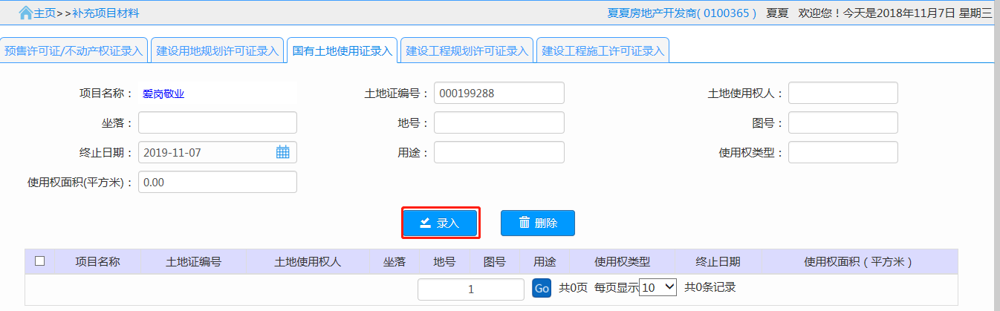 主页>>补充项目材料 夏夏房地产开发商( 0100365 ) 夏夏 欢迎您！今天是2018年11月7日 星期三
预售许可证/不动产权证录入 建设用地规划许可证录入 国有土地使用证录入 建设工程规划许可证录入 建设工程施工许可证录入
项目名称： 爱岗敬业 土地证编号： 000199288 土地使用权人：
坐落： 地号： 图号：
终止日期： 2019-11-07 用途： 使用权类型：
使用权面积(平方米)： 0.00
录入 删除
项目名称 土地证编号 土地使用权人 坐落 地号 图号 用途 使用权类型 终止日期 使用权面积（平方米）
1 Go 共0页 每页显示 10 共0条记录